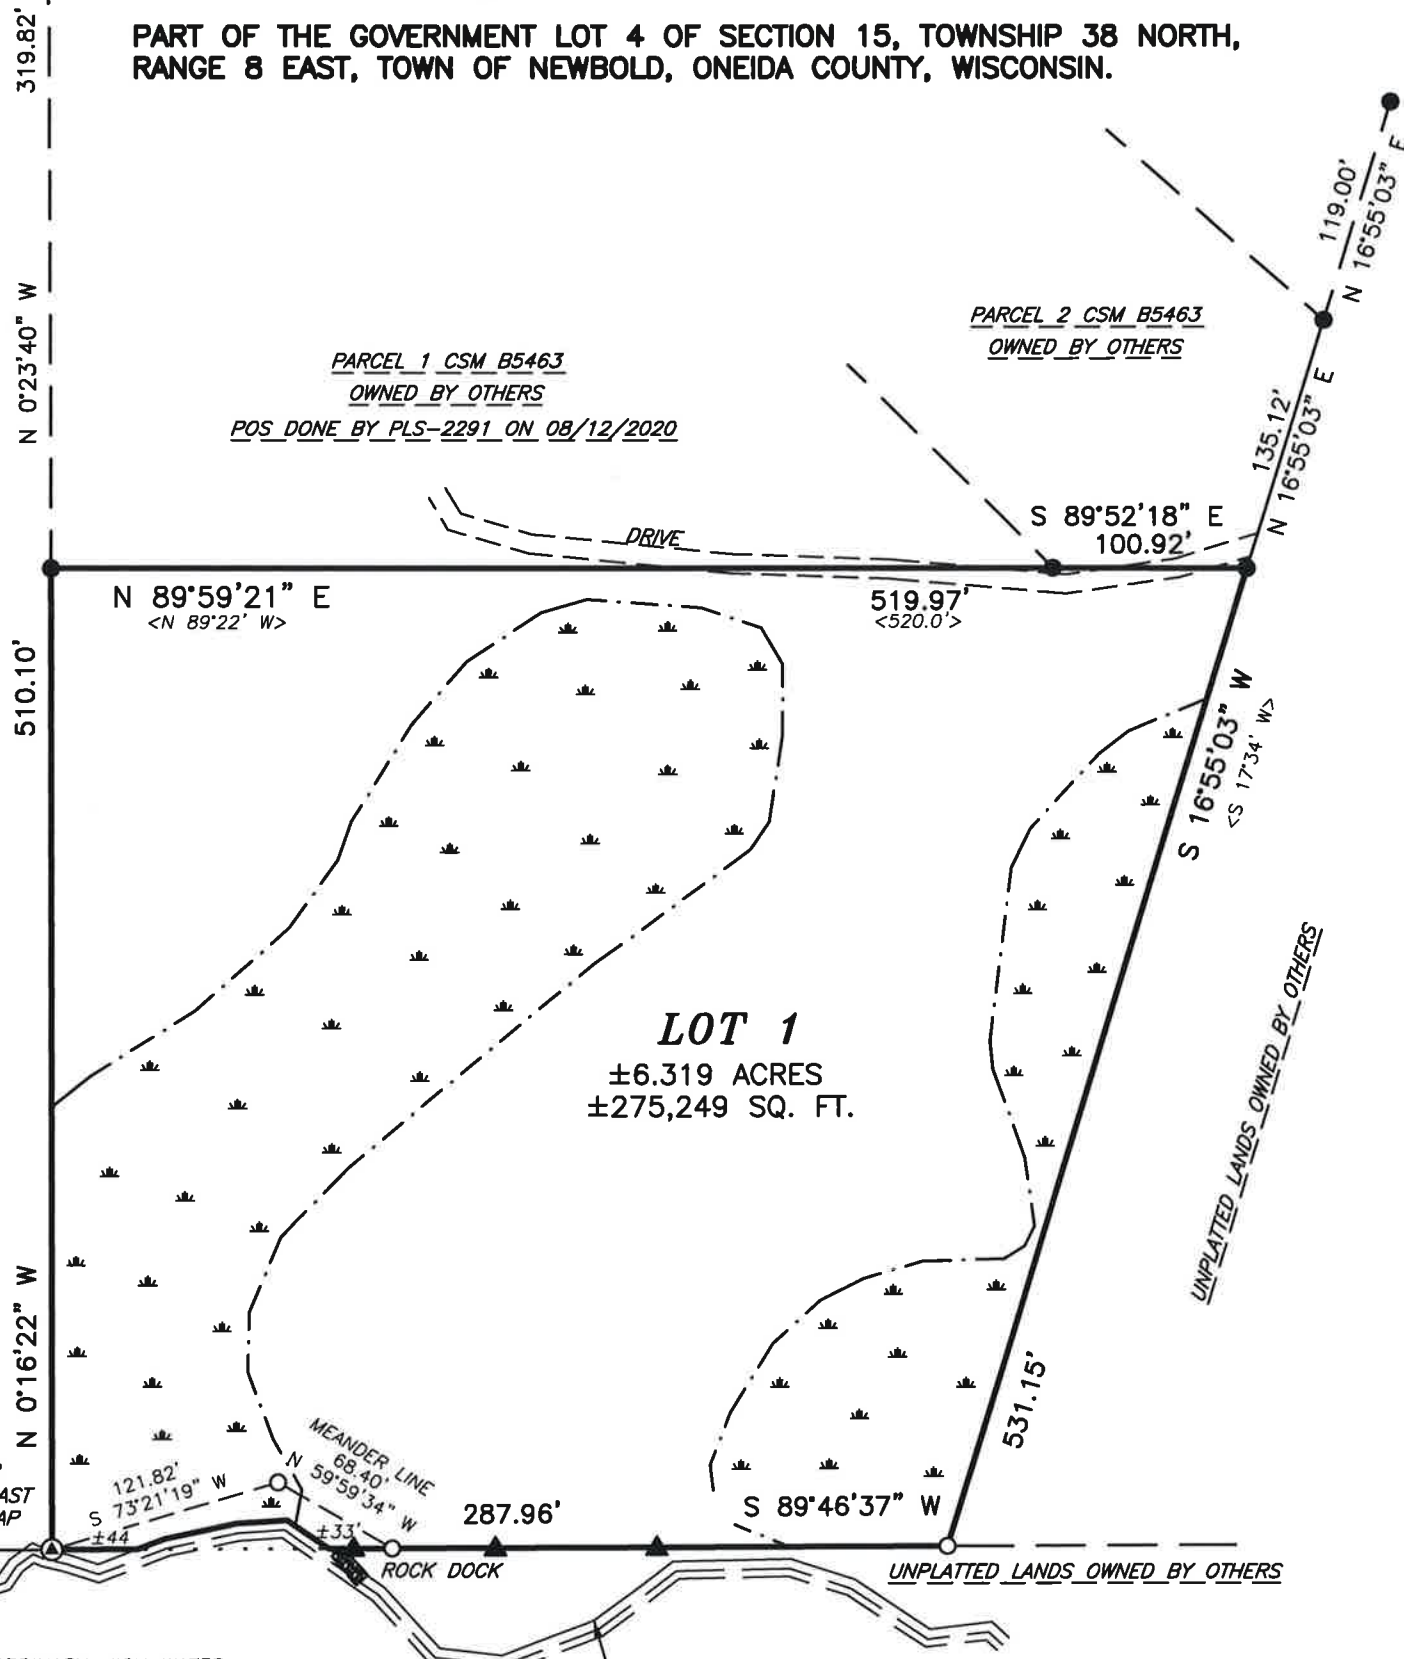 319.82'
PART OF THE GOVERNMENT LOT 4 OF SECTION 15, TOWNSHIP 38 NORTH,
RANGE 8 EAST, TOWN OF NEWBOLD, ONEIDA COUNTY, WISCONSIN.
119.00'
N 16°55'03" E
N 0°23'40" W
PARCEL 2 CSM B5463
OWNED BY OTHERS
PARCEL 1 CSM B5463
OWNED BY OTHERS
POS DONE BY PLS-2291 ON 08/12/2020
135.12'
N 16°55'03" E
S 89°52'18" E
100.92'
DRIVE
N 89°59'21" E
<N 89°22' W>
519.97'
<520.0'>
510.10'
S 16°55'03" W
<S 17°34' W>
LOT 1
±6.319 ACRES
±275,249 SQ. FT.
UNPLATTED LANDS OWNED BY OTHERS
N 0°16'22" W
531.15'
MEANDER LINE
68.40'
N 59°59'34" W
121.82'
S 73°21'19" W
±44
±33'
287.96'
S 89°46'37" W
ROCK DOCK
UNPLATTED LANDS OWNED BY OTHERS